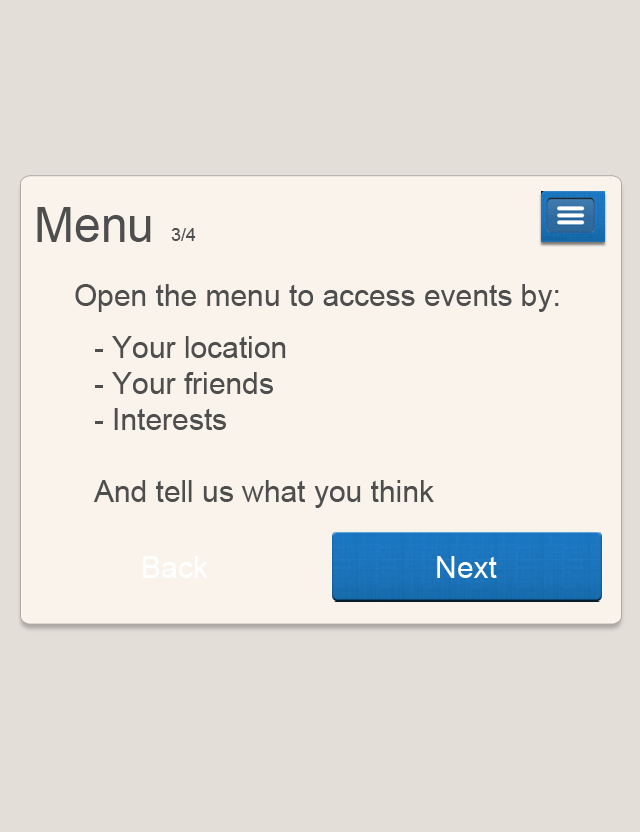 Menu 3/4
Open the menu to access events by:
- Your location
- Your friends
- Interests
And tell us what you think
Back Next